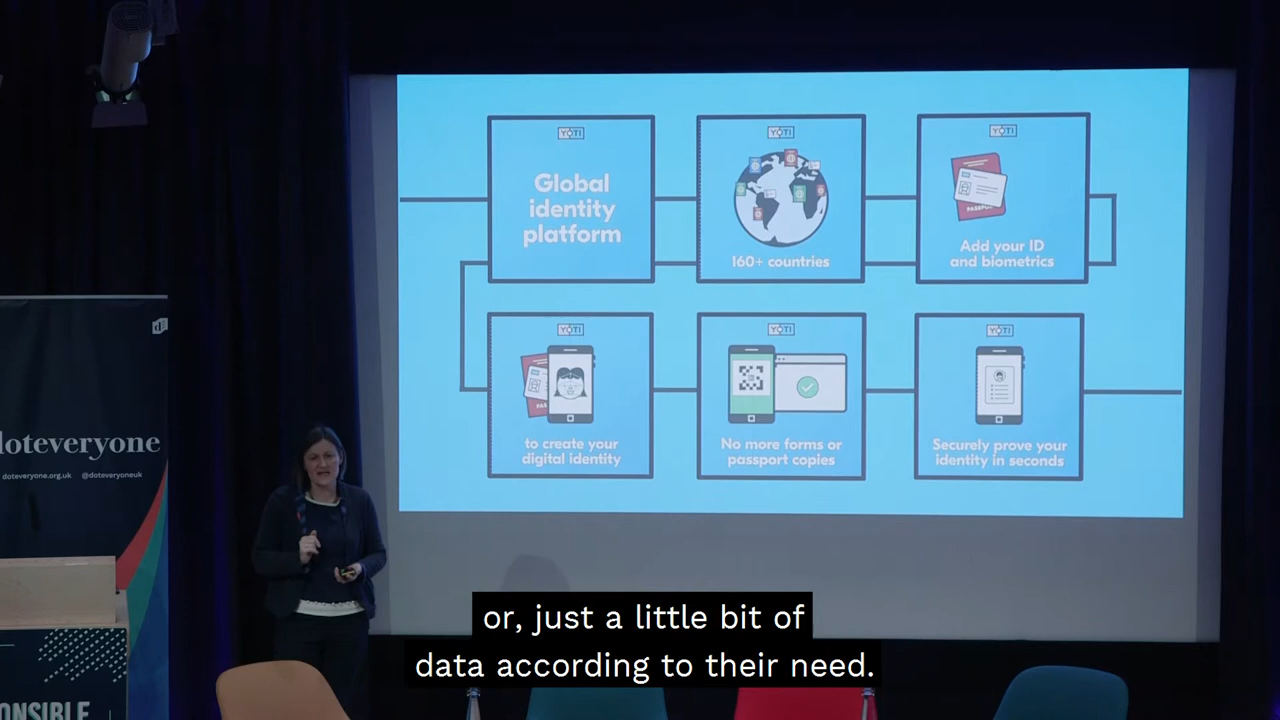 YOTI
Global
identity
platform
YOTI
160+ countries
YOTI
PASSPO
Add your ID
and biometrics
YOTI
PAS
to create your
digital identity
YOTI
No more forms or
passport copies
YOTI
Securely prove your
identity in seconds
doteveryone
doteveryone.org.uk @doteveryoneuk
ONSIBLE
or, just a little bit of
data according to their need.